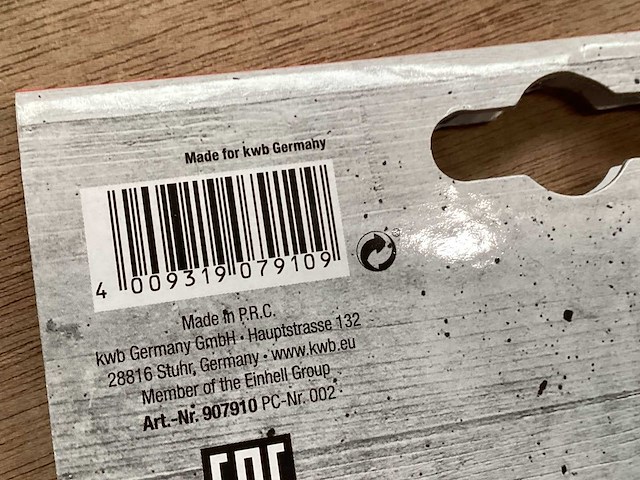 Made for kwb Germany
4 009319 079109
Made in P.R.C.
kwb Germany GmbH · Hauptstrasse 132
28816 Stuhr, Germany · www.kwb.eu
Member of the Einhell Group
Art.-Nr. 907910 PC-Nr. 002
EAC